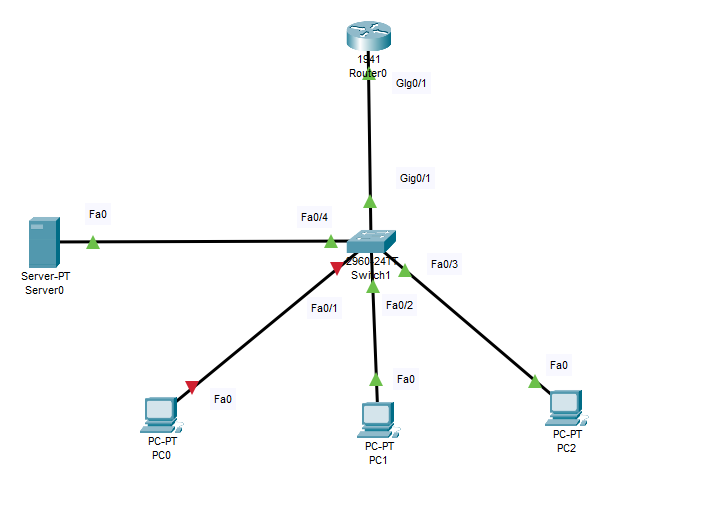 1941
Router0
GIg0/1
Gig0/1
Fa0
Fa0/4
Server-PT
Server0
2960-24TT
Switch1
Fa0/3
Fa0/1
Fa0/2
Fa0
PC-PT
PC0
Fa0
PC-PT
PC1
Fa0
PC-PT
PC2